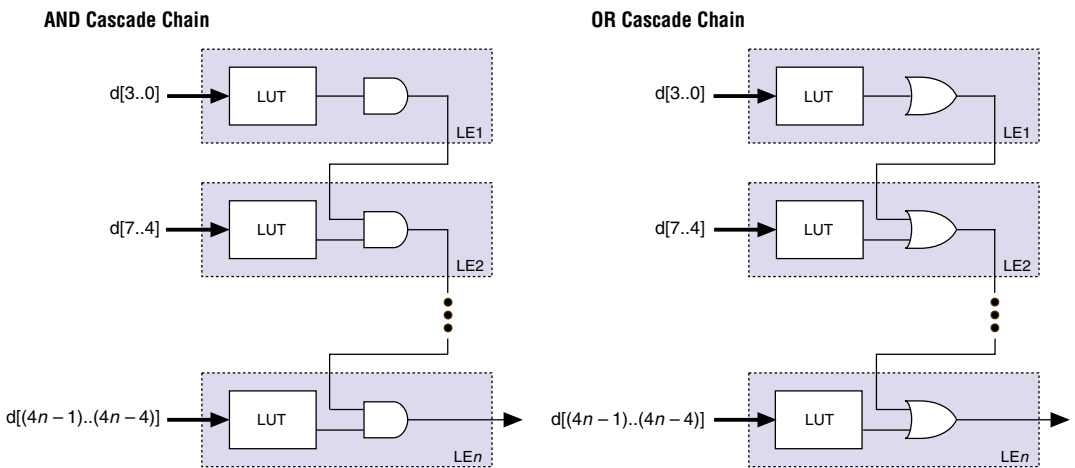 AND Cascade Chain
d[3..0]
LUT
LE1
d[7..4]
LUT
LE2
d[(4n – 1)..(4n – 4)]
LUT
LEn
OR Cascade Chain
d[3..0]
LUT
LE1
d[7..4]
LUT
LE2
d[(4n – 1)..(4n – 4)]
LUT
LEn